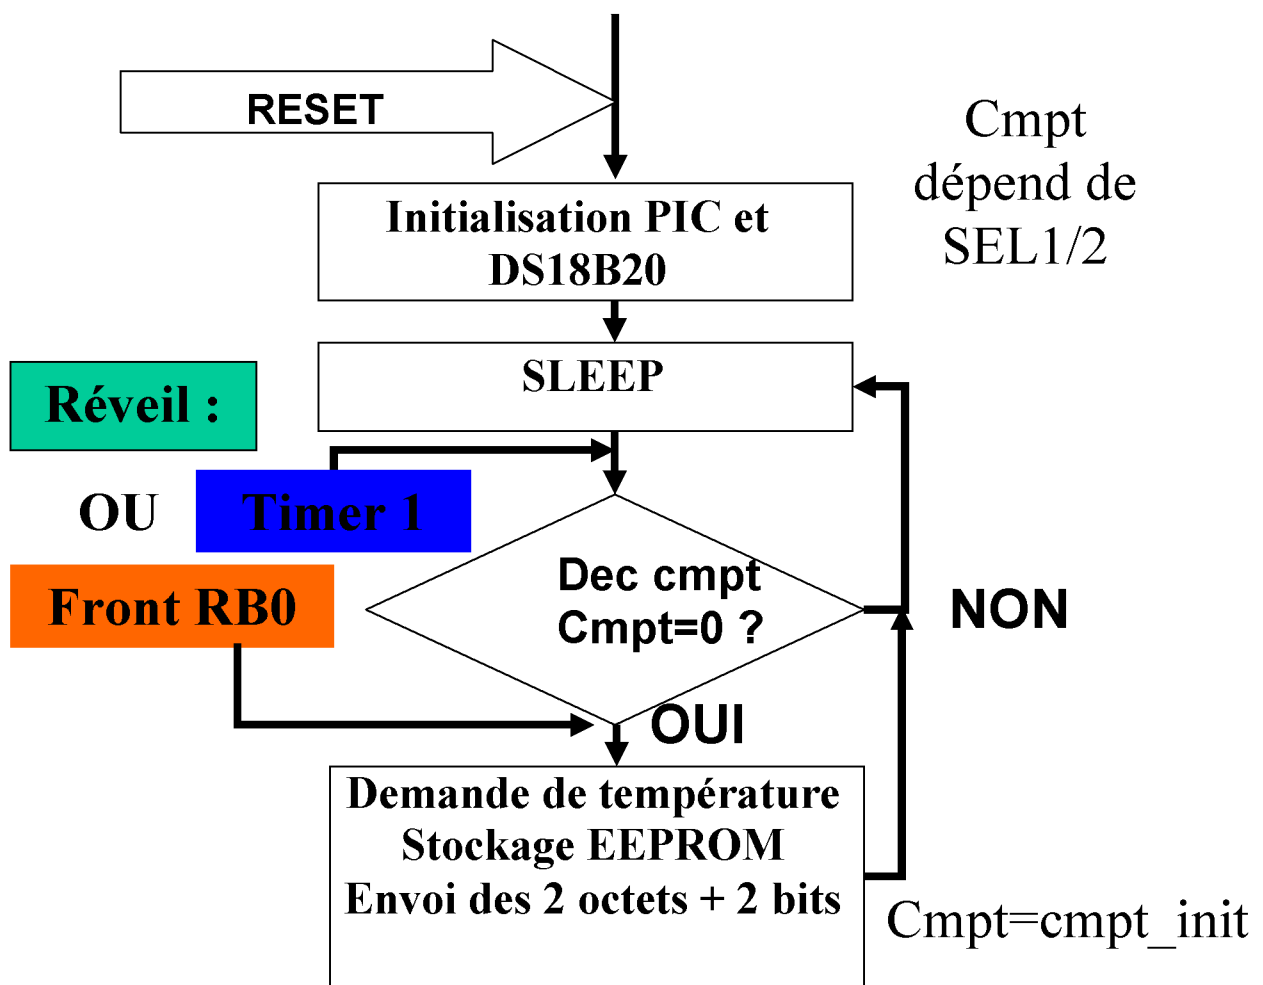 RESET
Cmpt
dépend de
SEL1/2
Initialisation PIC et
DS18B20
SLEEP
Réveil :
OU
Timer 1
Front RB0
Dec cmpt
Cmpt=0 ?
NON
OUI
Demande de température
Stockage EEPROM
Envoi des 2 octets + 2 bits
Cmpt=cmpt_init